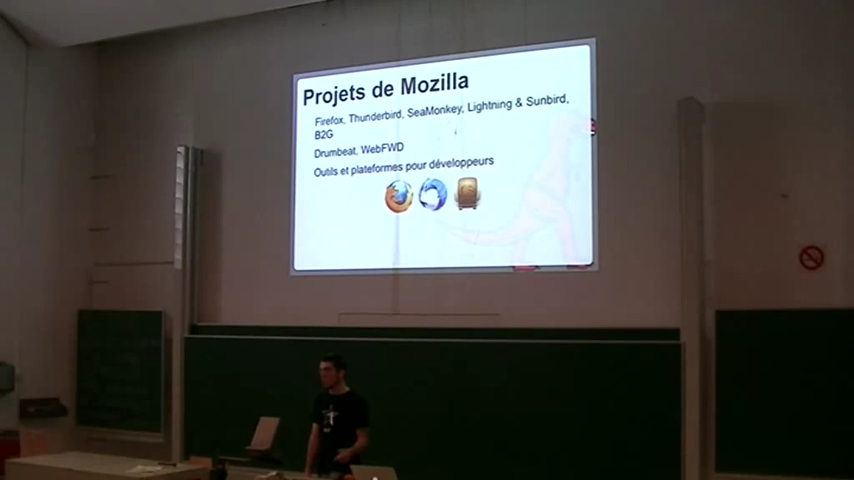 Projets de Mozilla
Firefox, Thunderbird, SeaMonkey, Lightning & Sunbird,
B2G
Drumbeat, WebFWD
Outils et plateformes pour développeurs